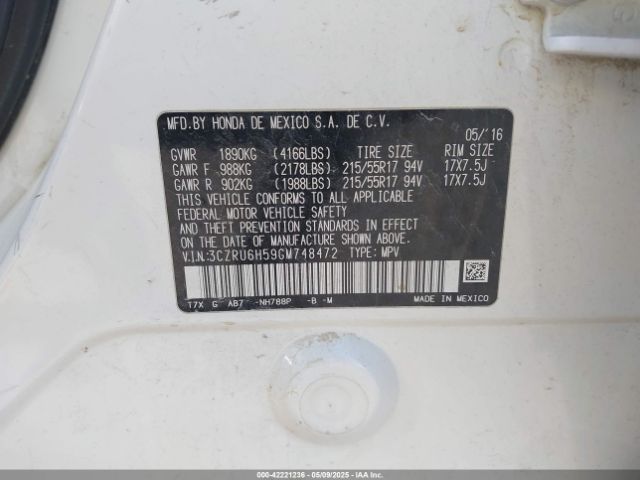 MFD.BY HONDA DE MEXICO S.A. DE C.V.
05/'16
GVWR 1890KG (4166LBS) TIRE SIZE RIM SIZE
GAWR F 988KG (2178LBS) 215/55R17 94V 17X7.5J
GAWR R 902KG (1988LBS) 215/55R17 94V 17X7.5J
THIS VEHICLE CONFORMS TO ALL APPLICABLE
FEDERAL MOTOR VEHICLE SAFETY
AND THEFT PREVENTION STANDARDS IN
EFFECT ON THE DATE OF MANUFACTURE SHOWN ABOVE.
V.I.N:3CZRU6H59GM748472 TYPE: MPV
T7X G AB7 -NH788P -B -M
MADE IN MEXICO
000-42221236 - 05/09/2025 - IAAI.COM